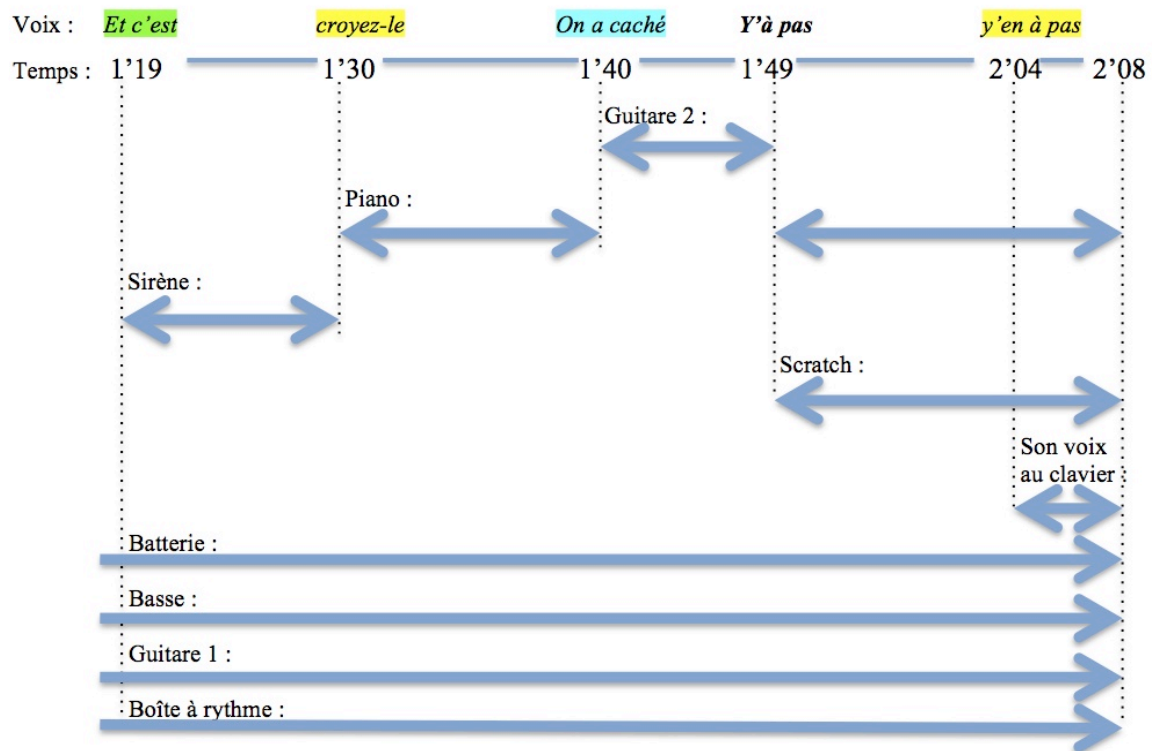 Voix : Et c’est croyez-le On a caché Y’à pas y’en à pas
Temps : 1’19 1’30 1’40 1’49 2’04 2’08
Guitare 2 :
Piano :
Sirène :
Scratch :
Son voix
au clavier :
Batterie :
Basse :
Guitare 1 :
Boîte à rythme :